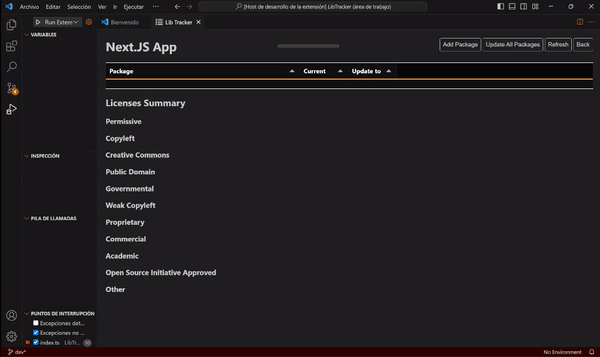 Archivo Editar Selección Ver Ir Ejecutar ··· [Host de desarrollo de la extensión] LibTracker (área de trabajo)
Run Extens
Bienvenido
Lib Tracker
VARIABLES
Next.JS App
Add Package
Update All Packages
Refresh
Back
Package Current Update to
Licenses Summary
Permissive
Copyleft
Creative Commons
INSPECCIÓN
Public Domain
Governmental
Weak Copyleft
PILA DE LLAMADAS
Proprietary
Commercial
Academic
Open Source Initiative Approved
Other
PUNTOS DE INTERRUPCIÓN
Excepciones det...
Excepciones no ...
index.ts LibTr...
dev*
No Environment